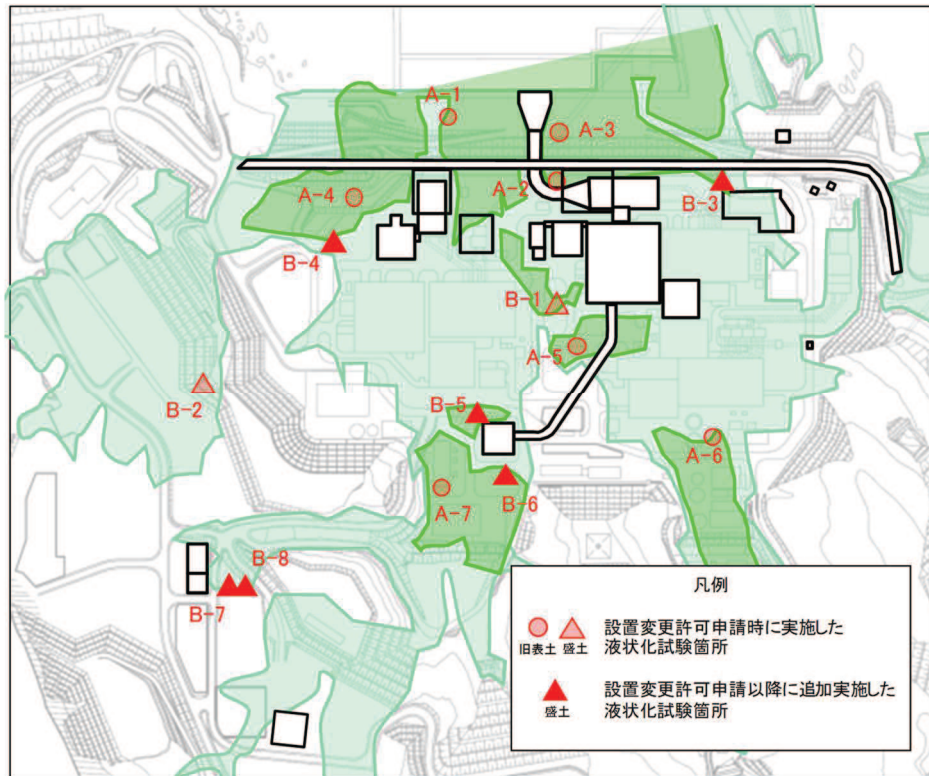 A-1
A-3
A-2
A-4
B-3
B-4
B-1
A-5
B-2
B-5
A-6
A-7
B-6
B-8
B-7
凡例
旧表土 盛土
設置変更許可申請時に実施した
液状化試験箇所
盛土
設置変更許可申請以降に追加実施した
液状化試験箇所